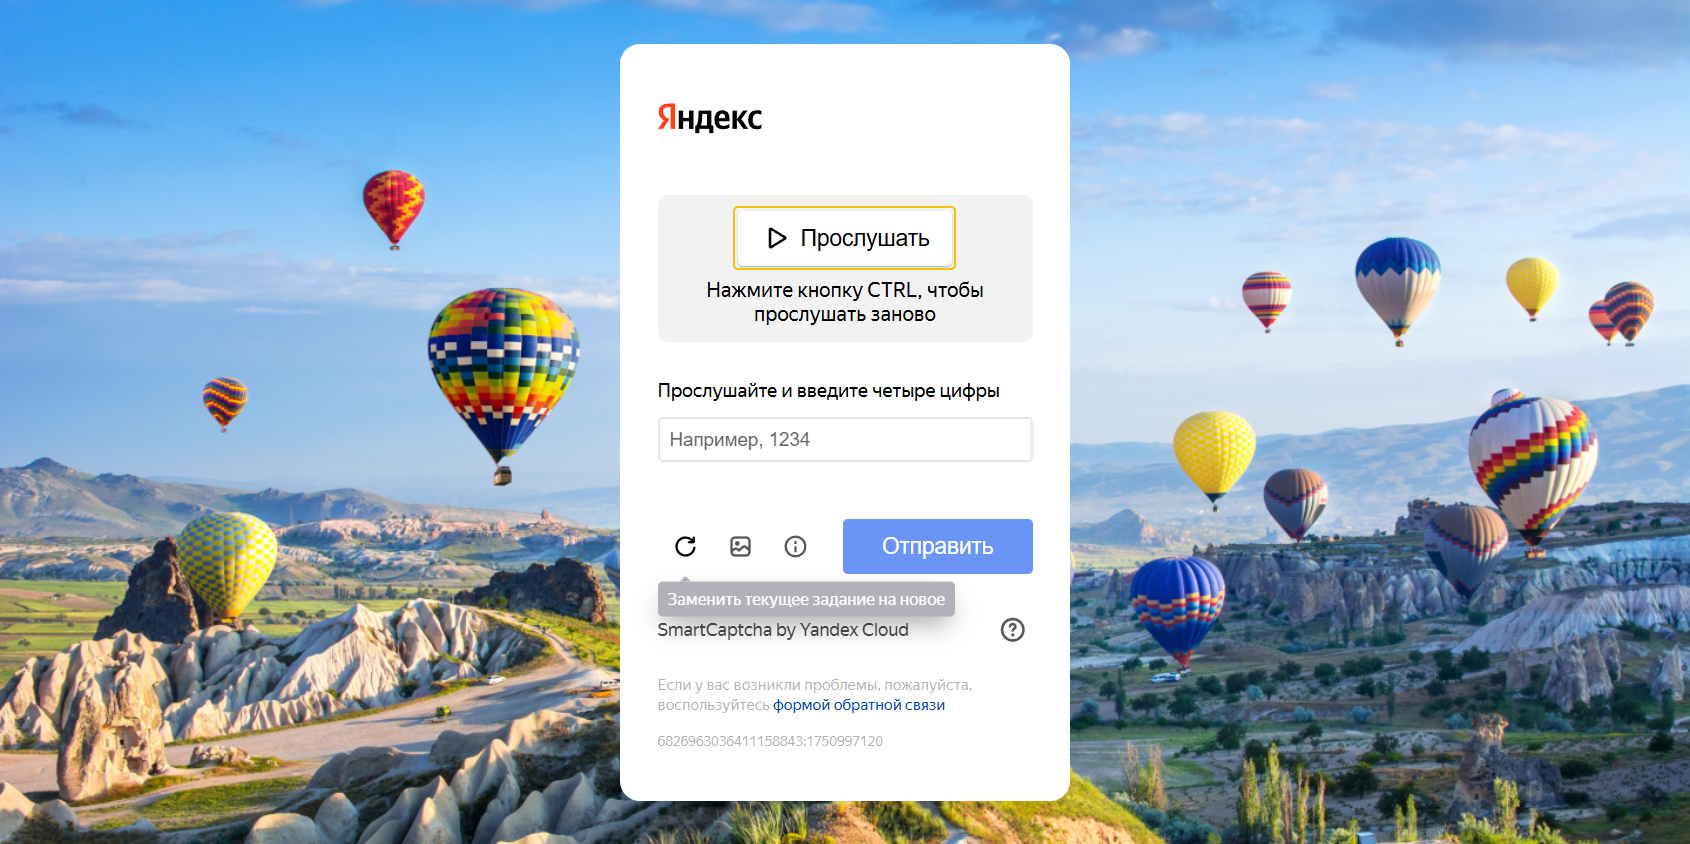 Яндекс
Прослушать
Нажмите кнопку CTRL, чтобы
прослушать заново
Прослушайте и введите четыре цифры
Например, 1234
Отправить
Заменить текущее задание на новое
SmartCaptcha by Yandex Cloud
Если у вас возникли проблемы, пожалуйста,
воспользуйтесь формой обратной связи
6826963036411158843:1750997120